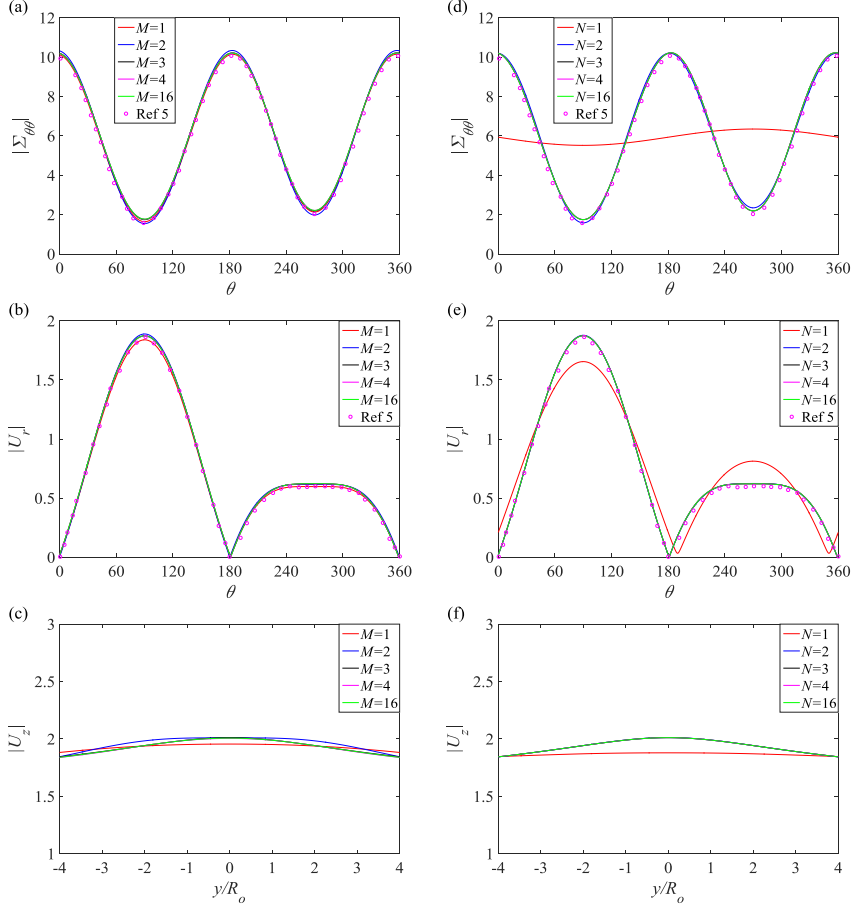 (a)
12
10
8
6
4
2
0
|Σθθ|
M=1
M=2
M=3
M=4
M=16
Ref 5
0 60 120 180 240 300 360
θ
(d)
12
10
8
6
4
2
0
|Σθθ|
N=1
N=2
N=3
N=4
N=16
Ref 5
0 60 120 180 240 300 360
θ
(b)
2
1.5
1
0.5
0
|Ur|
M=1
M=2
M=3
M=4
M=16
Ref 5
0 60 120 180 240 300 360
θ
(e)
2
1.5
1
0.5
0
|Ur|
N=1
N=2
N=3
N=4
N=16
Ref 5
0 60 120 180 240 300 360
θ
(c)
3
2.5
2
1.5
1
|Uz|
M=1
M=2
M=3
M=4
M=16
-4 -3 -2 -1 0 1 2 3 4
y/Ro
(f)
3
2.5
2
1.5
1
|Uz|
N=1
N=2
N=3
N=4
N=16
-4 -3 -2 -1 0 1 2 3 4
y/Ro